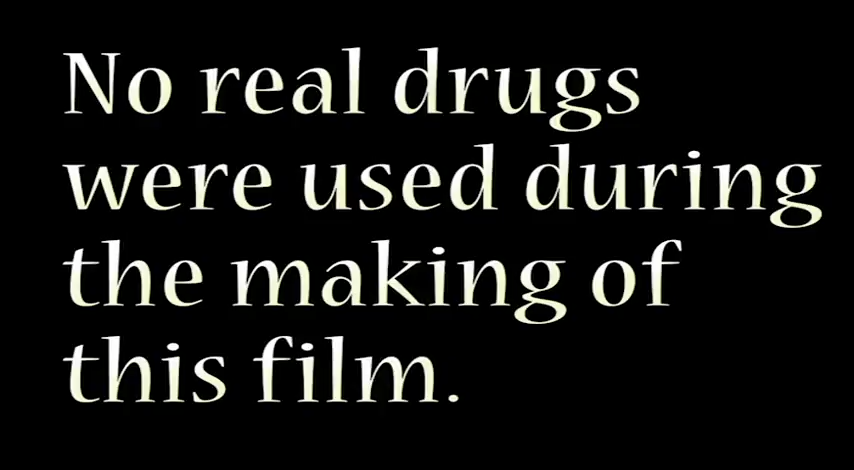 No real drugs
were used during
the making of
this film.